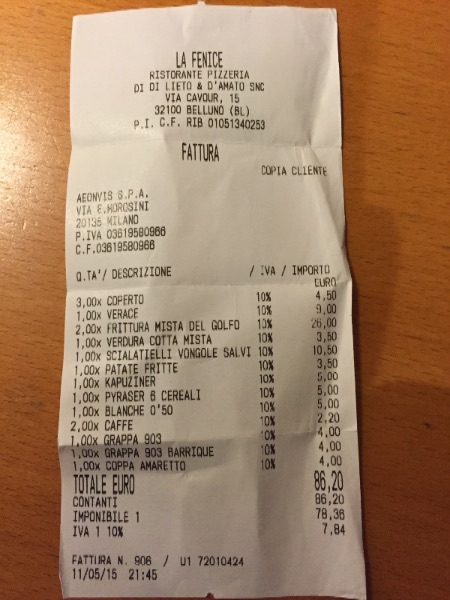 LA FENICE
RISTORANTE PIZZERIA
DI DI LIETO & D'AMATO SNC
VIA CAVOUR, 15
32100 BELLUNO (BL)
P.I. C.F. RIB 01051340253
FATTURA
COPIA CLIENTE
AEONVIS S.P.A.
VIA E.MOROSINI
20135 MILANO
P.IVA 03619580966
C.F.03619580966
Q.TA'/ DESCRIZIONE / IVA / IMPORTO
EURO
3,00x COPERTO 10% 4,50
1,00x VERACE 10% 9,00
2,00x FRITTURA MISTA DEL GOLFO 10% 26,00
1,00x VERDURA COTTA MISTA 10% 3,50
1,00x SCIALATIELLI VONGOLE SALVI 10% 10,50
1,00x PATATE FRITTE 10% 3,50
1,00x KAPUZINER 10% 5,00
1,00x PYRASER 6 CEREALI 10% 5,00
1,00x BLANCHE 0'50 10% 5,00
2,00x CAFFE 10% 2,20
1,00x GRAPPA 903 10% 4,00
1,00x GRAPPA 903 BARRIQUE 10% 4,00
1,00x COPPA AMARETTO 10% 4,00
TOTALE EURO 86,20
CONTANTI 86,20
IMPONIBILE 1 78,36
IVA 1 10% 7,84
FATTURA N. 806 / U1 72010424
11/05/15 21:45